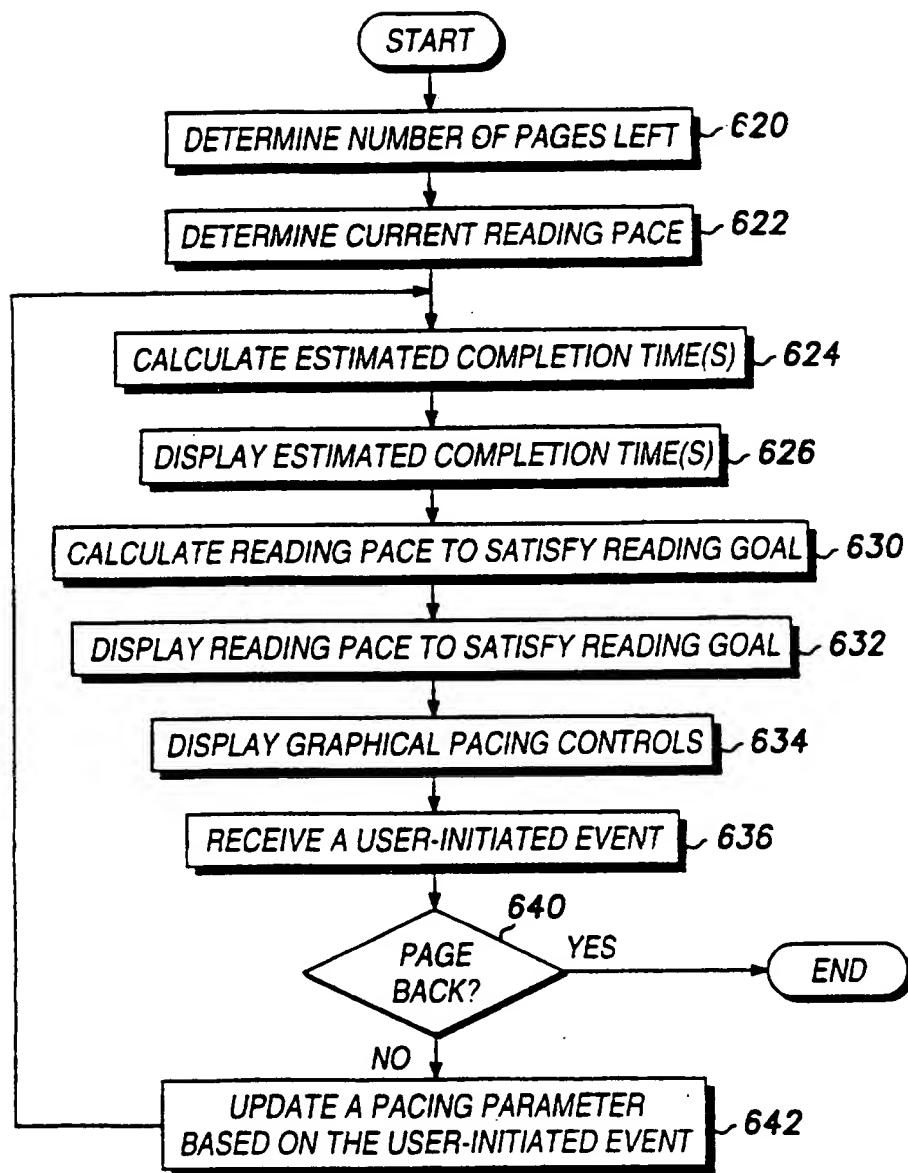 START
DETERMINE NUMBER OF PAGES LEFT 620
DETERMINE CURRENT READING PACE 622
CALCULATE ESTIMATED COMPLETION TIME(S) 624
DISPLAY ESTIMATED COMPLETION TIME(S) 626
CALCULATE READING PACE TO SATISFY READING GOAL 630
DISPLAY READING PACE TO SATISFY READING GOAL 632
DISPLAY GRAPHICAL PACING CONTROLS 634
RECEIVE A USER-INITIATED EVENT 636
640
PAGE
BACK?
YES
END
NO
UPDATE A PACING PARAMETER
BASED ON THE USER-INITIATED EVENT 642